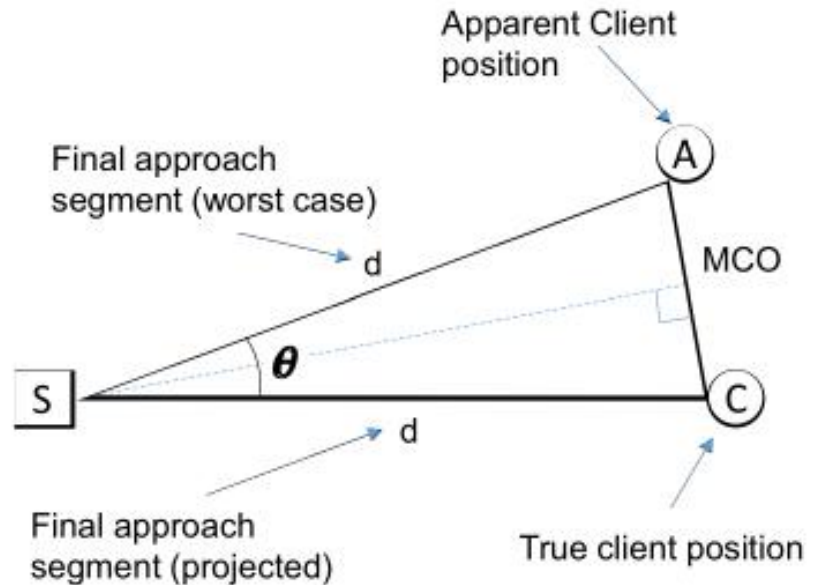 Apparent Client
position
A
Final approach
segment (worst case)
d
MCO
θ
S
C
d
Final approach
segment (projected)
True client position